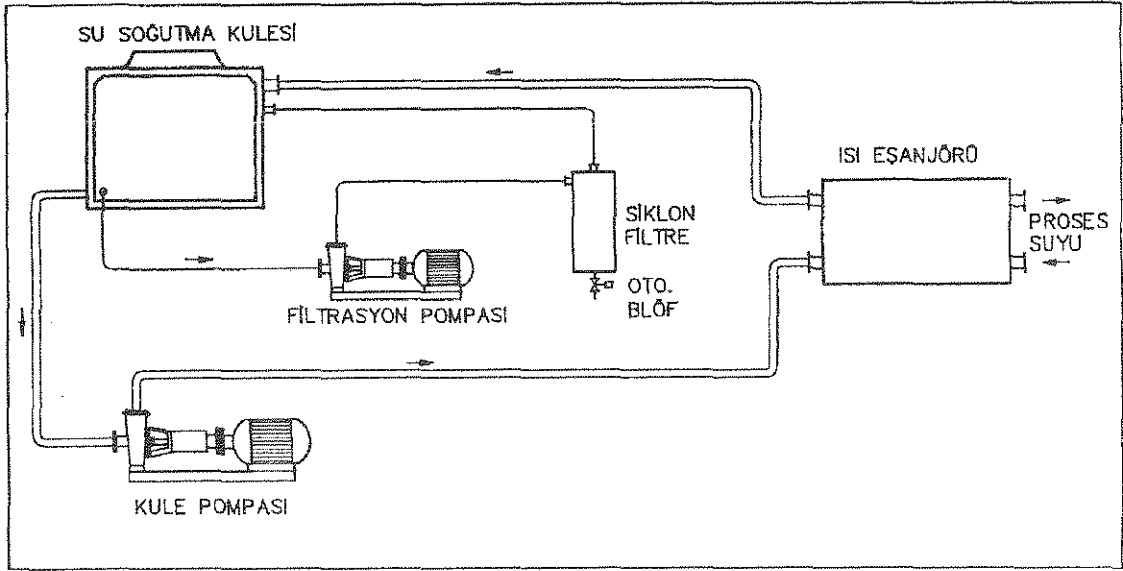 SU SOĞUTMA KULESİ
ISI EŞANJÖRÜ
SİKLON
FİLTRE
PROSES
SUYU
OTO.
BLÖF
FİLTRASYON POMPASI
KULE POMPASI